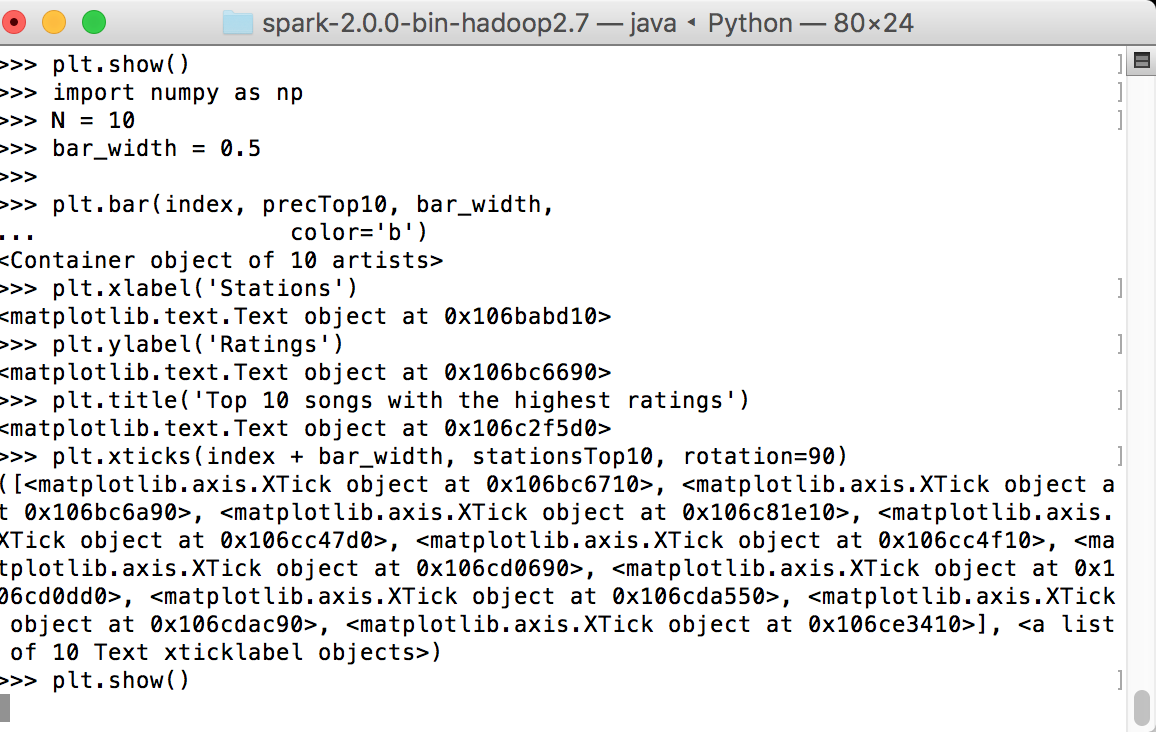 spark-2.0.0-bin-hadoop2.7 — java ◂ Python — 80×24
>>> plt.show()
>>> import numpy as np
>>> N = 10
>>> bar_width = 0.5
>>>
>>> plt.bar(index, precTop10, bar_width,
...                  color='b')
<Container object of 10 artists>
>>> plt.xlabel('Stations')
<matplotlib.text.Text object at 0x106babd10>
>>> plt.ylabel('Ratings')
<matplotlib.text.Text object at 0x106bc6690>
>>> plt.title('Top 10 songs with the highest ratings')
<matplotlib.text.Text object at 0x106c2f5d0>
>>> plt.xticks(index + bar_width, stationsTop10, rotation=90)
([<matplotlib.axis.XTick object at 0x106bc6710>, <matplotlib.axis.XTick object a
t 0x106bc6a90>, <matplotlib.axis.XTick object at 0x106c81e10>, <matplotlib.axis.
XTick object at 0x106cc47d0>, <matplotlib.axis.XTick object at 0x106cc4f10>, <ma
tplotlib.axis.XTick object at 0x106cd0690>, <matplotlib.axis.XTick object at 0x1
06cd0dd0>, <matplotlib.axis.XTick object at 0x106cda550>, <matplotlib.axis.XTick
 object at 0x106cdac90>, <matplotlib.axis.XTick object at 0x106ce3410>], <a list
 of 10 Text xticklabel objects>)
>>> plt.show()